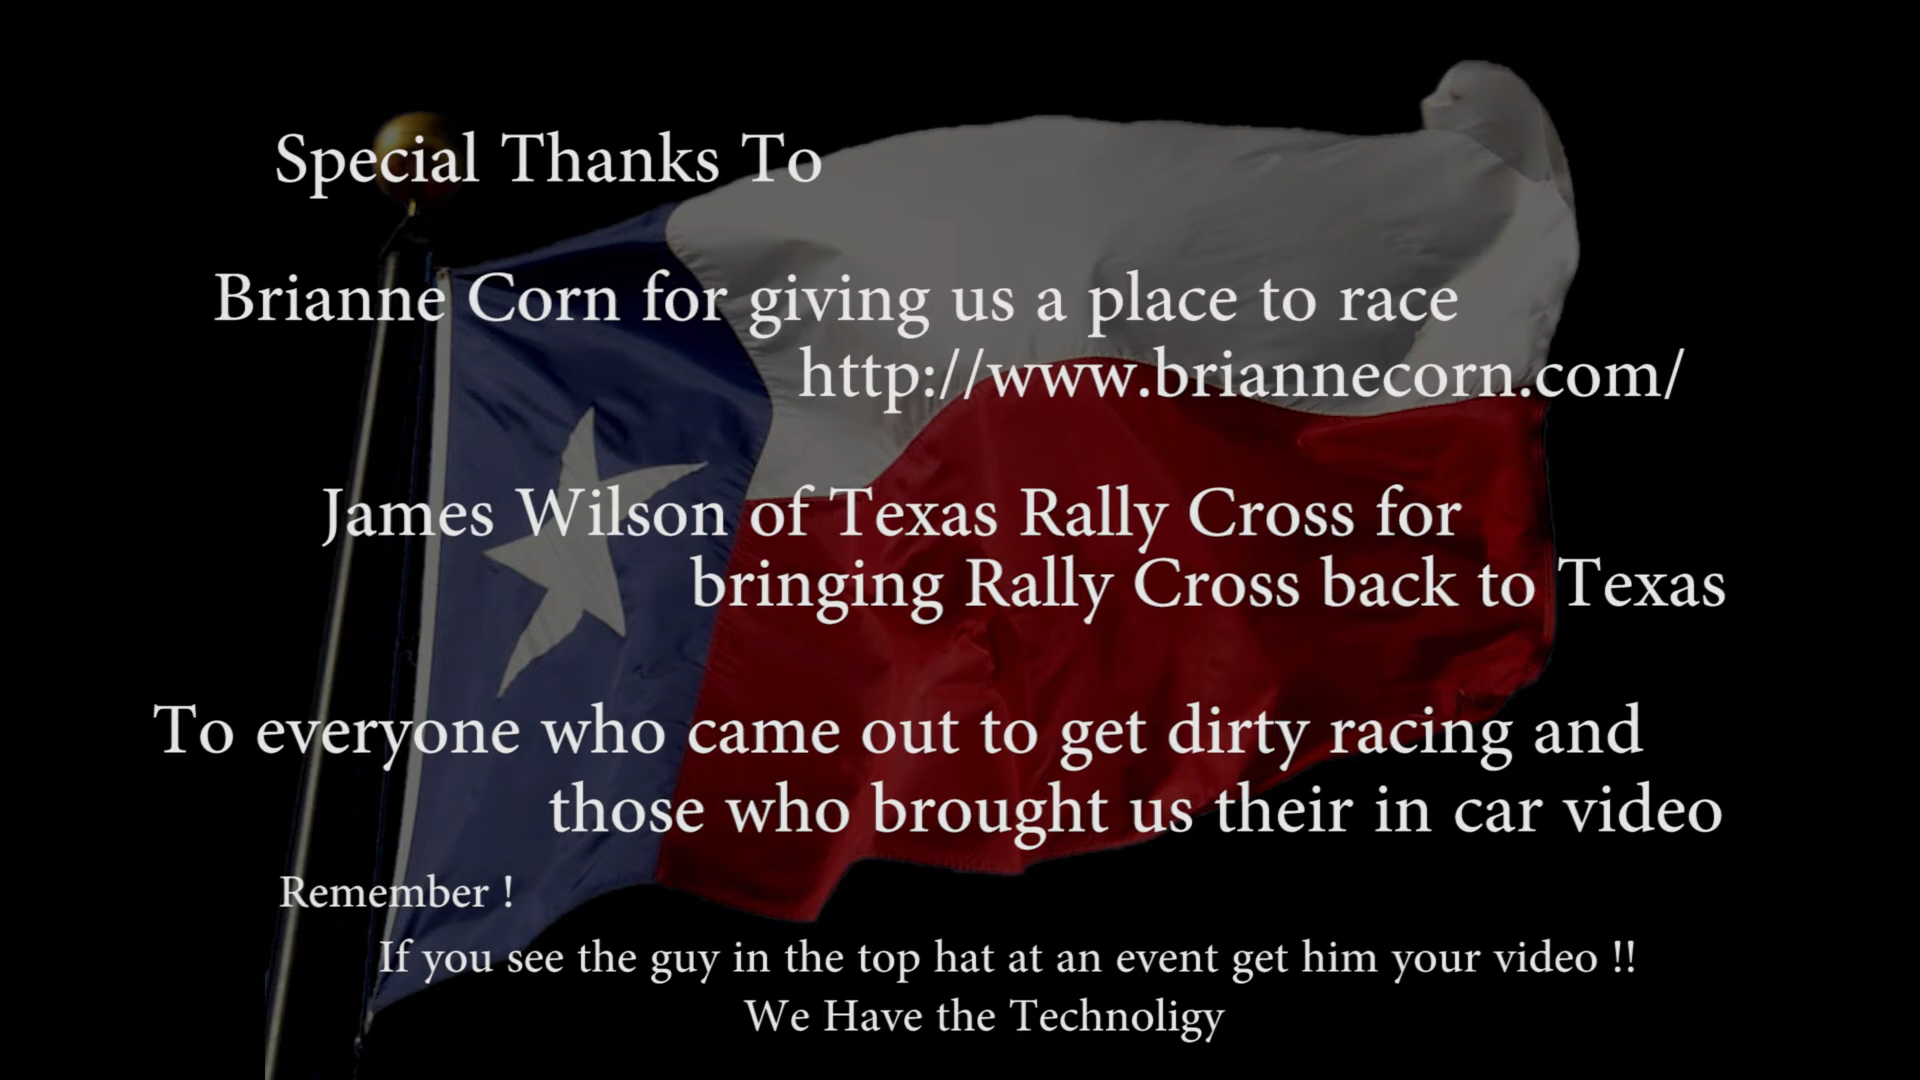 Special Thanks To
Brianne Corn for giving us a place to race
http://www.briannecorn.com/
James Wilson of Texas Rally Cross for
bringing Rally Cross back to Texas
To everyone who came out to get dirty racing and
those who brought us their in car video
Remember !
If you see the guy in the top hat at an event get him your video !!
We Have the Technoligy